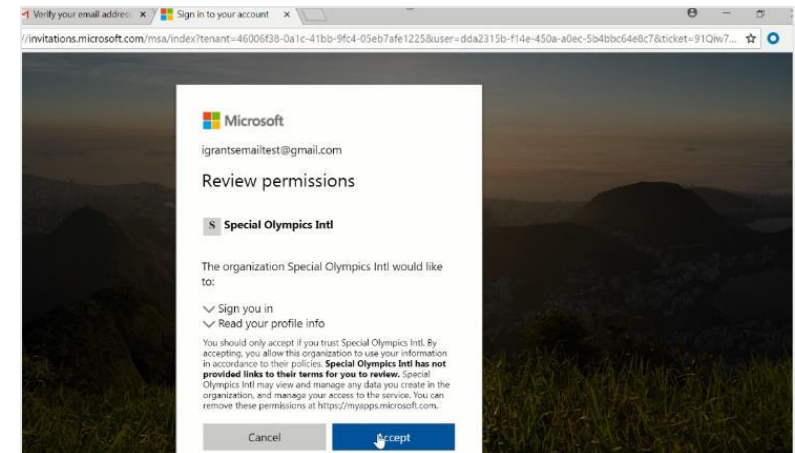 Verify your email address
Sign in to your account
//invitations.microsoft.com/msa/index?tenant=46006f38-0a1c-41bb-9fc4-05eb7afe1225&user=dda2315b-f14e-450a-a0ec-5b4bbc64e8c7&ticket=91Qiw7...
Microsoft
igrantsemailtest@gmail.com
Review permissions
S Special Olympics Intl
The organization Special Olympics Intl would like
to:
Sign you in
Read your profile info
You should only accept if you trust Special Olympics Intl. By
accepting, you allow this organization to use your information
in accordance to their policies. Special Olympics Intl has not
provided links to their terms for you to review. Special
Olympics Intl may view and manage any data you create in the
organization, and manage your access to the service. You can
remove these permissions at https://myapps.microsoft.com.
Cancel
Accept